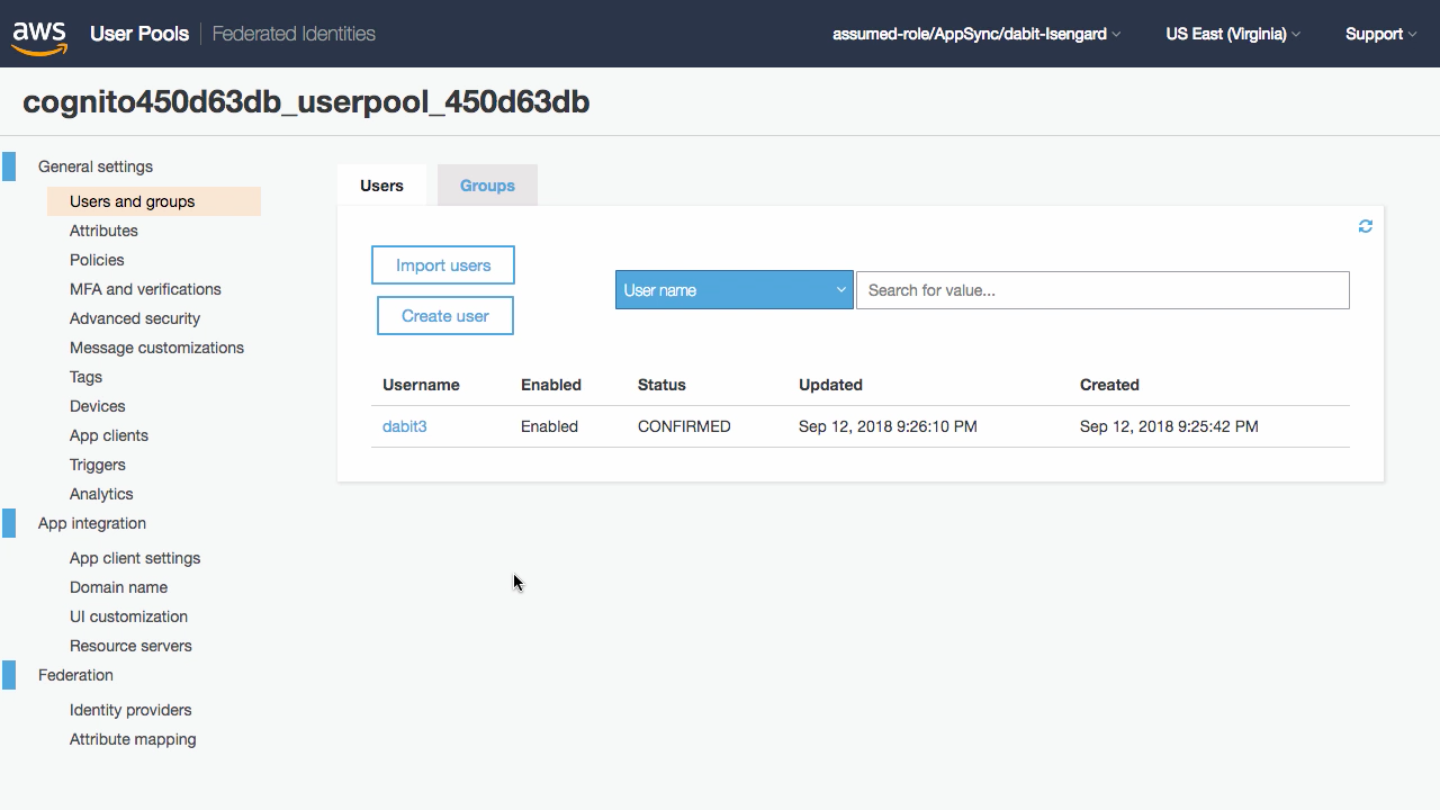 aws User Pools Federated Identities assumed-role/AppSync/dabit-Isengard US East (Virginia) Support
cognito450d63db_userpool_450d63db
General settings
Users and groups
Attributes
Policies
MFA and verifications
Advanced security
Message customizations
Tags
Devices
App clients
Triggers
Analytics
App integration
App client settings
Domain name
UI customization
Resource servers
Federation
Identity providers
Attribute mapping
Users Groups
Import users
Create user
User name Search for value...
Username Enabled Status Updated Created
dabit3 Enabled CONFIRMED Sep 12, 2018 9:26:10 PM Sep 12, 2018 9:25:42 PM